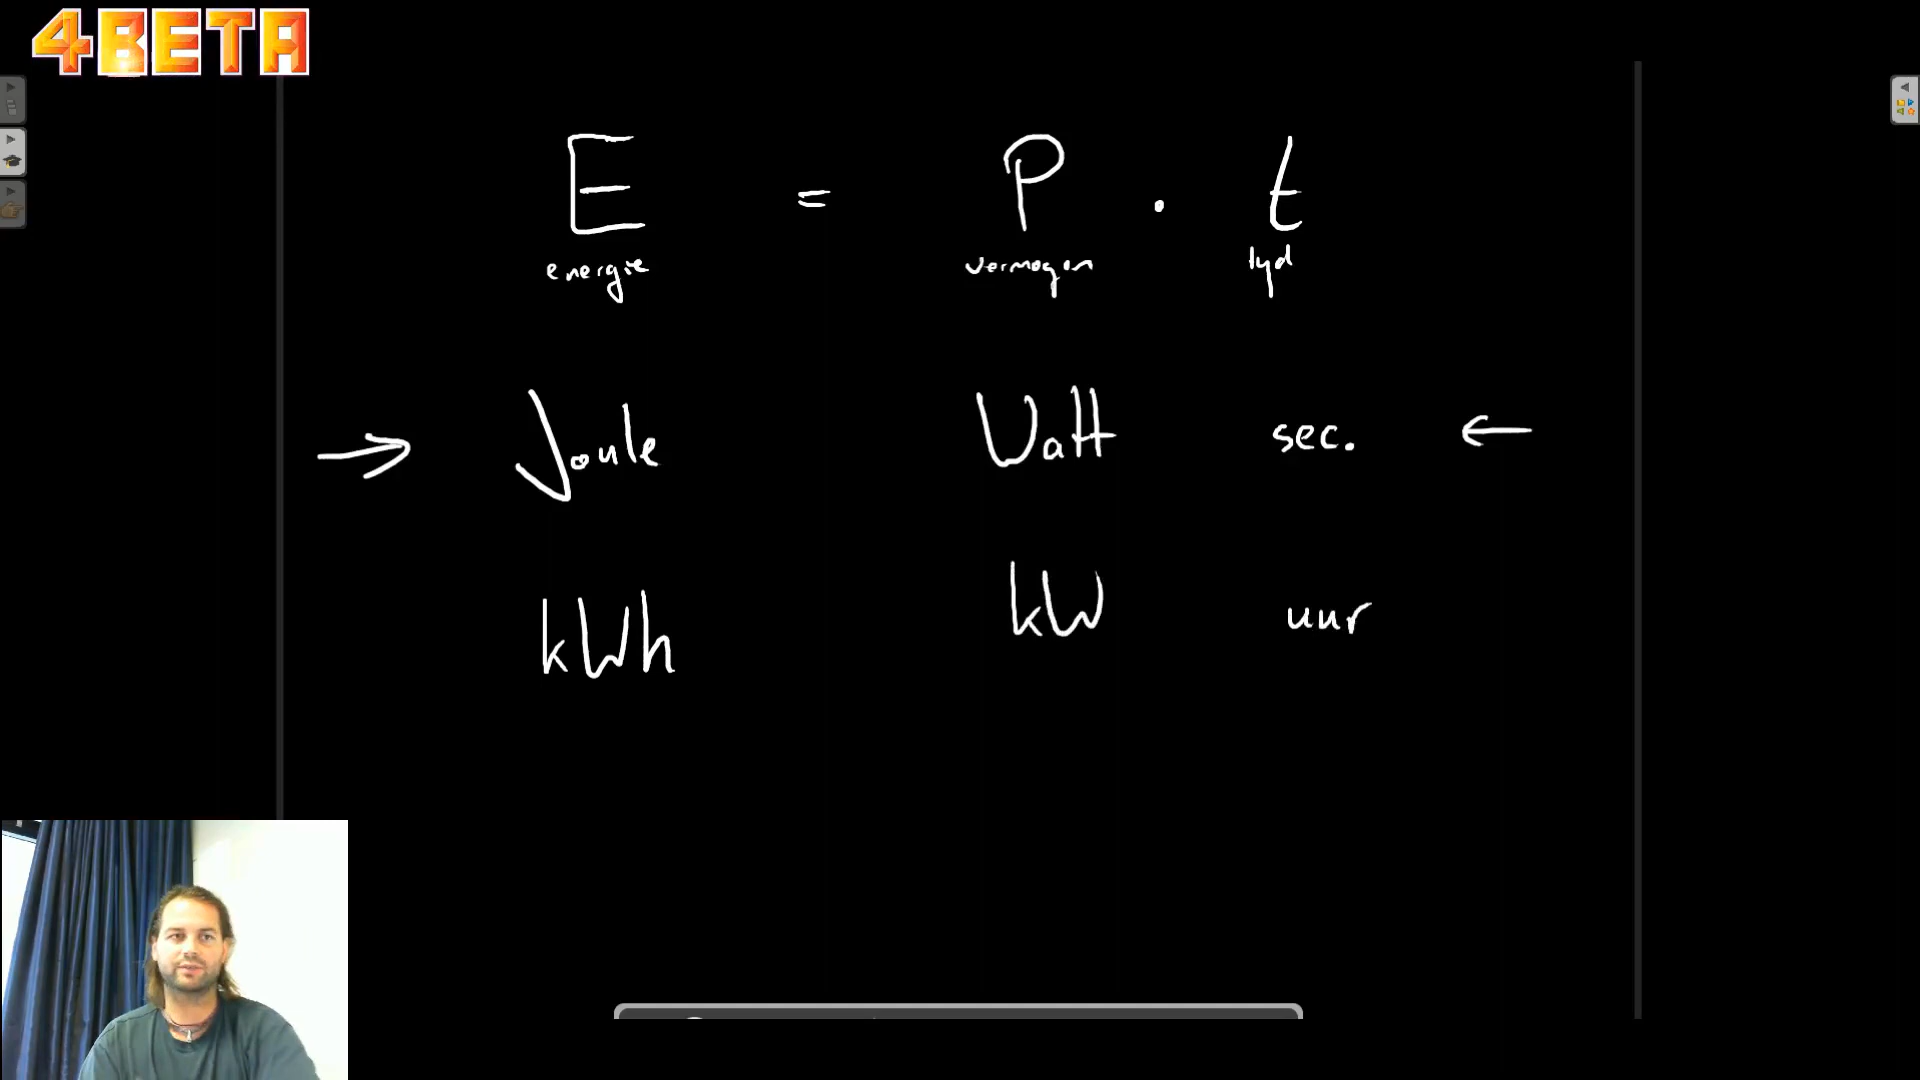 4BETA
E = P · t
energie vermogen tyd
→ Joule Watt sec. ←
kWh kW uur